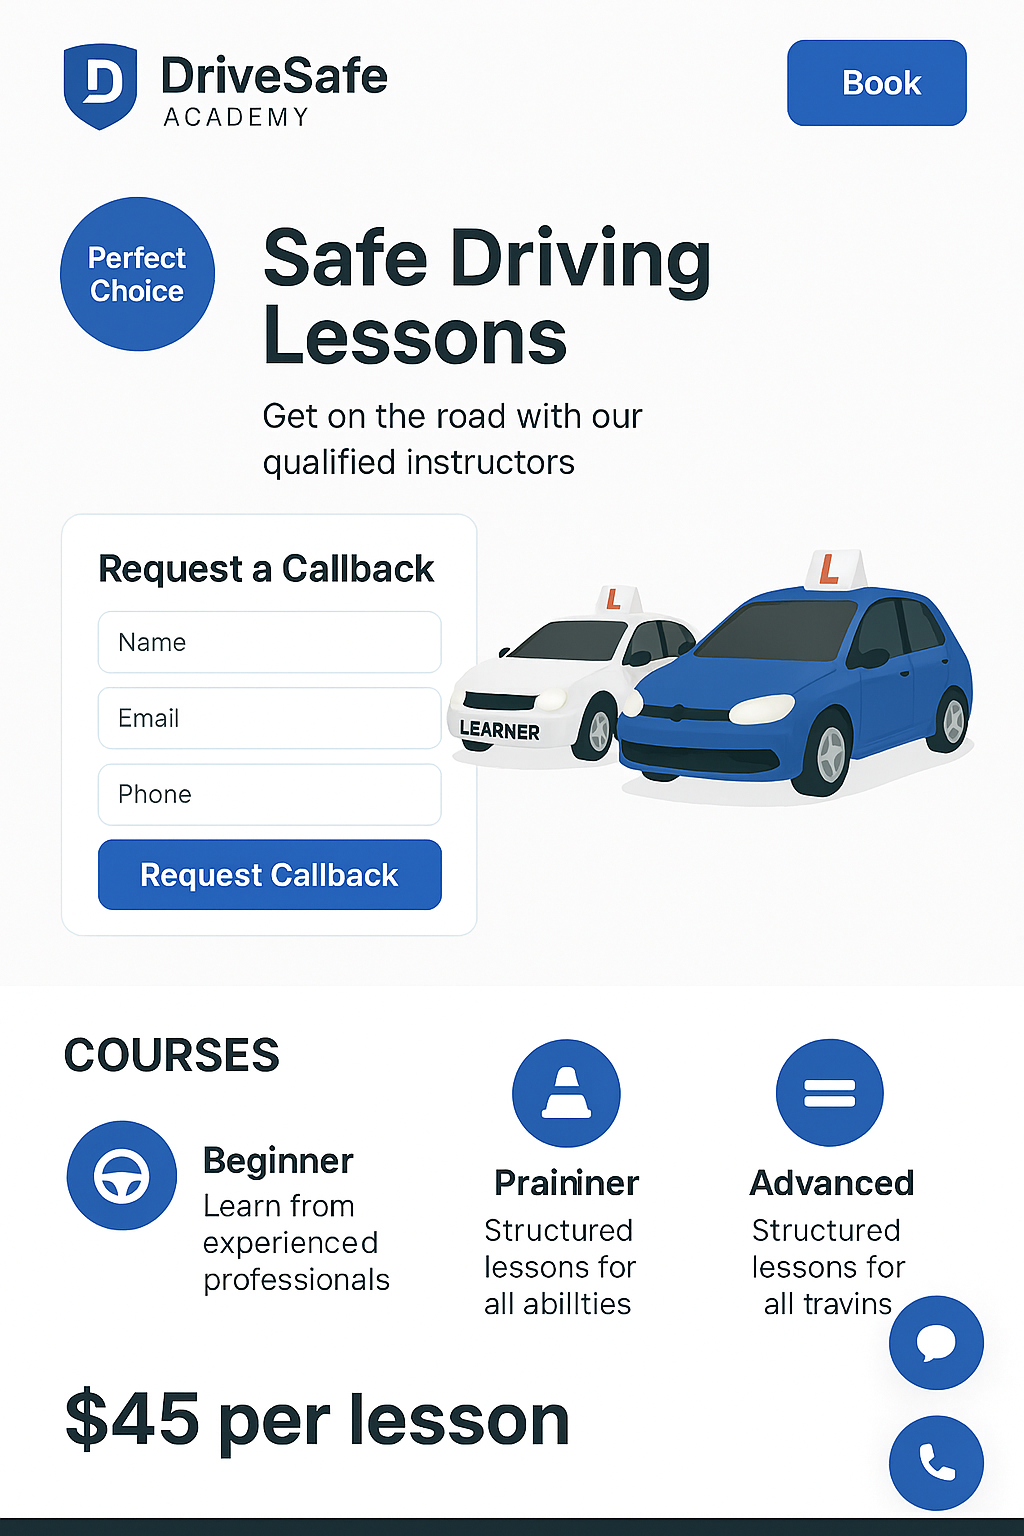 DriveSafe
ACADEMY
Book
Perfect
Choice
Safe Driving
Lessons
Get on the road with our
qualified instructors
Request a Callback
Name
Email
Phone
Request Callback
L
L
LEARNER
COURSES
Beginner
Learn from
experienced
professionals
Praininer
Structured
lessons for
all abillties
Advanced
Structured
lessons for
all travins
$45 per lesson